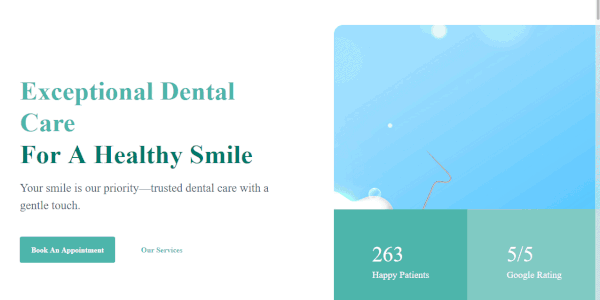 Exceptional Dental
Care
For A Healthy Smile
Your smile is our priority—trusted dental care with a
gentle touch.
Book An Appointment
Our Services
263
Happy Patients
5/5
Google Rating